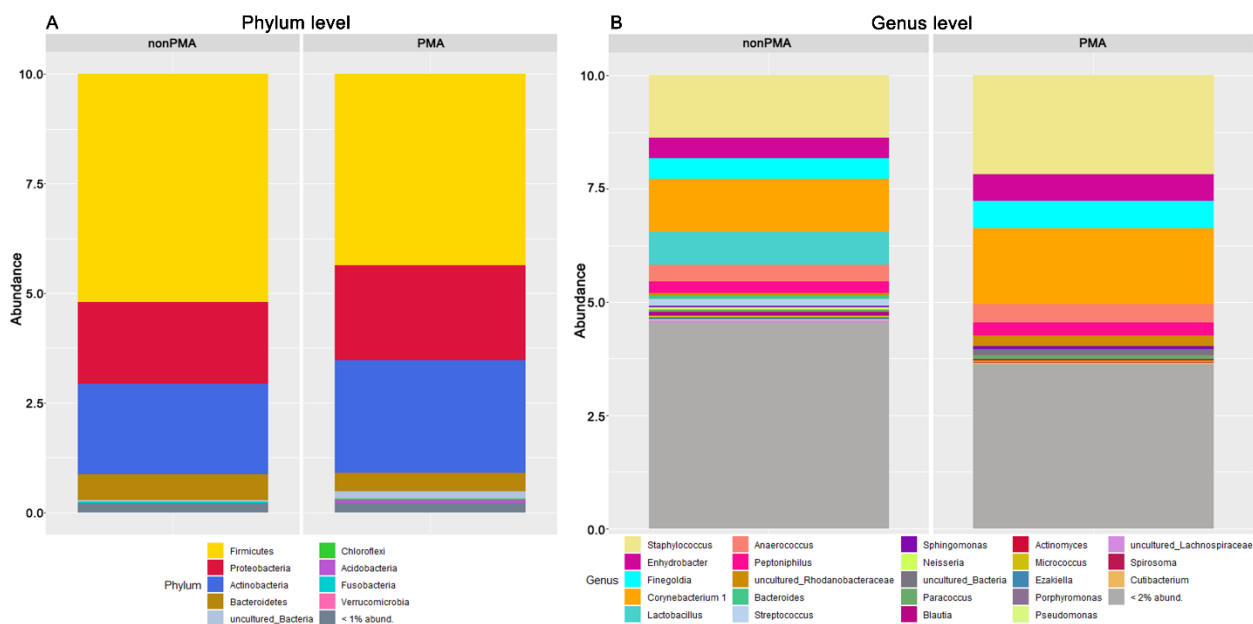 A Phylum level
nonPMA PMA
10.0
7.5
5.0
2.5
0.0
Abundance
Phylum
Firmicutes
Proteobacteria
Actinobacteria
Bacteroidetes
uncultured_Bacteria
Chloroflexi
Acidobacteria
Fusobacteria
Verrucomicrobia
< 1% abund.
B Genus level
nonPMA PMA
10.0
7.5
5.0
2.5
0.0
Abundance
Genus
Staphylococcus
Enhydrobacter
Finegoldia
Corynebacterium 1
Lactobacillus
Anaerococcus
Peptoniphilus
uncultured_Rhodanobacteraceae
Bacteroides
Streptococcus
Sphingomonas
Neisseria
uncultured_Bacteria
Paracoccus
Blautia
Actinomyces
Micrococcus
Ezakiella
Porphyromonas
Pseudomonas
uncultured_Lachnospiraceae
Spirosoma
Cutibacterium
< 2% abund.